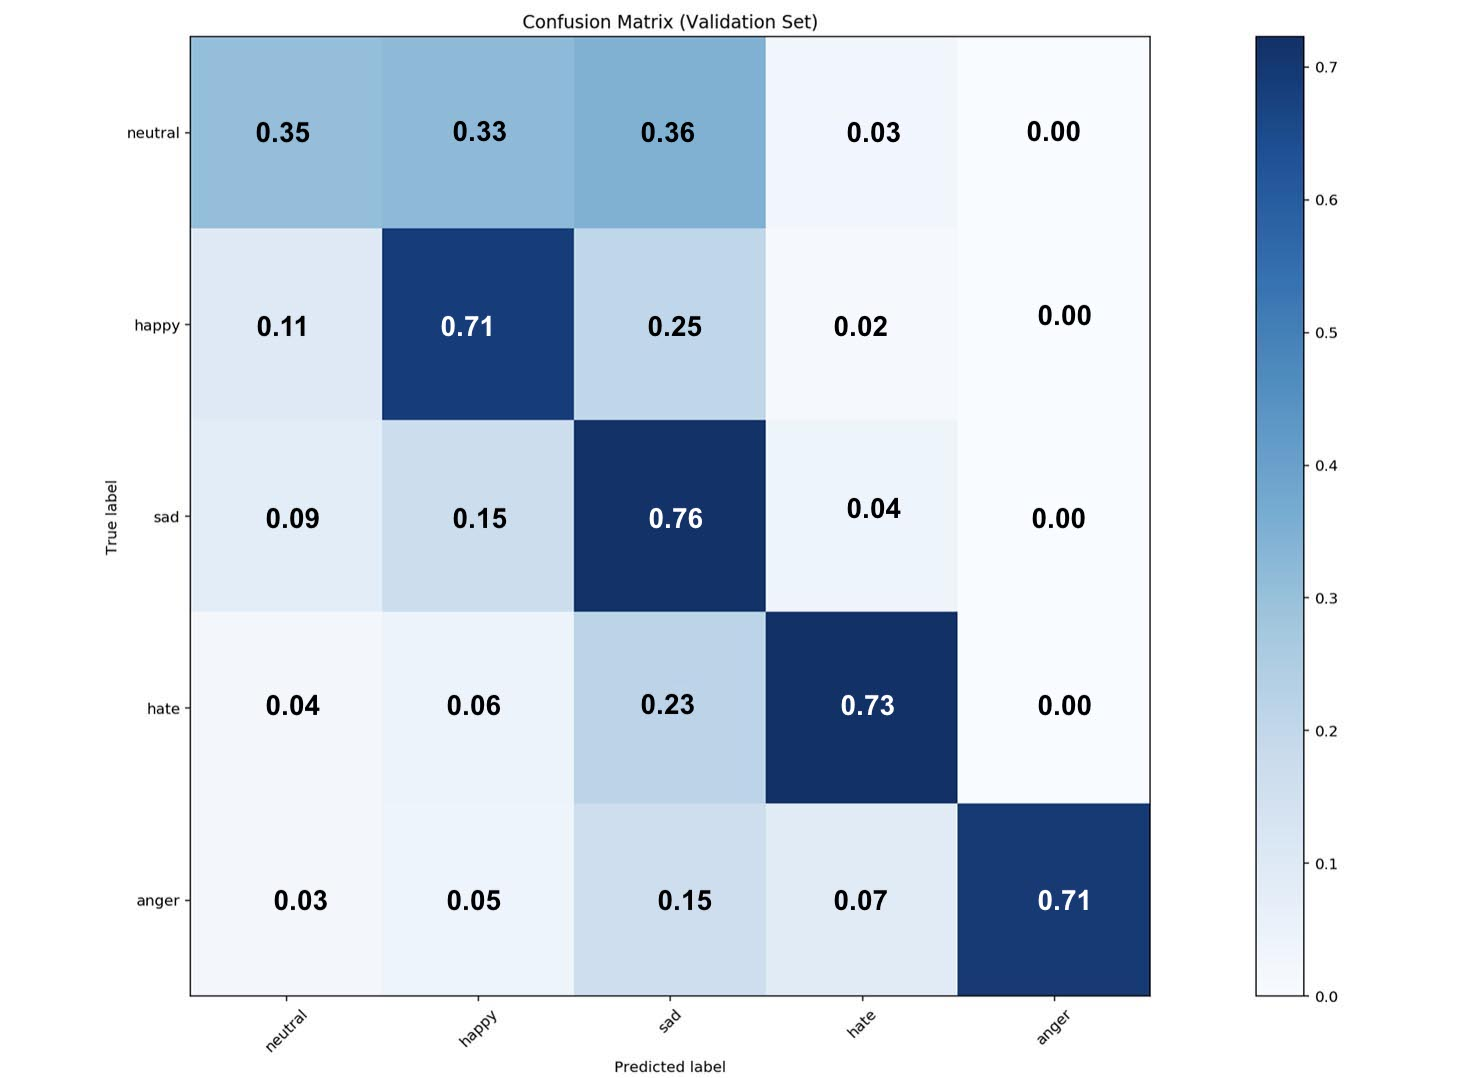 Confusion Matrix (Validation Set)
neutral 0.35 0.33 0.36 0.03 0.00
happy 0.11 0.71 0.25 0.02 0.00
sad 0.09 0.15 0.76 0.04 0.00
hate 0.04 0.06 0.23 0.73 0.00
anger 0.03 0.05 0.15 0.07 0.71
True label
neutral happy sad hate anger
Predicted label
0.7
0.6
0.5
0.4
0.3
0.2
0.1
0.0